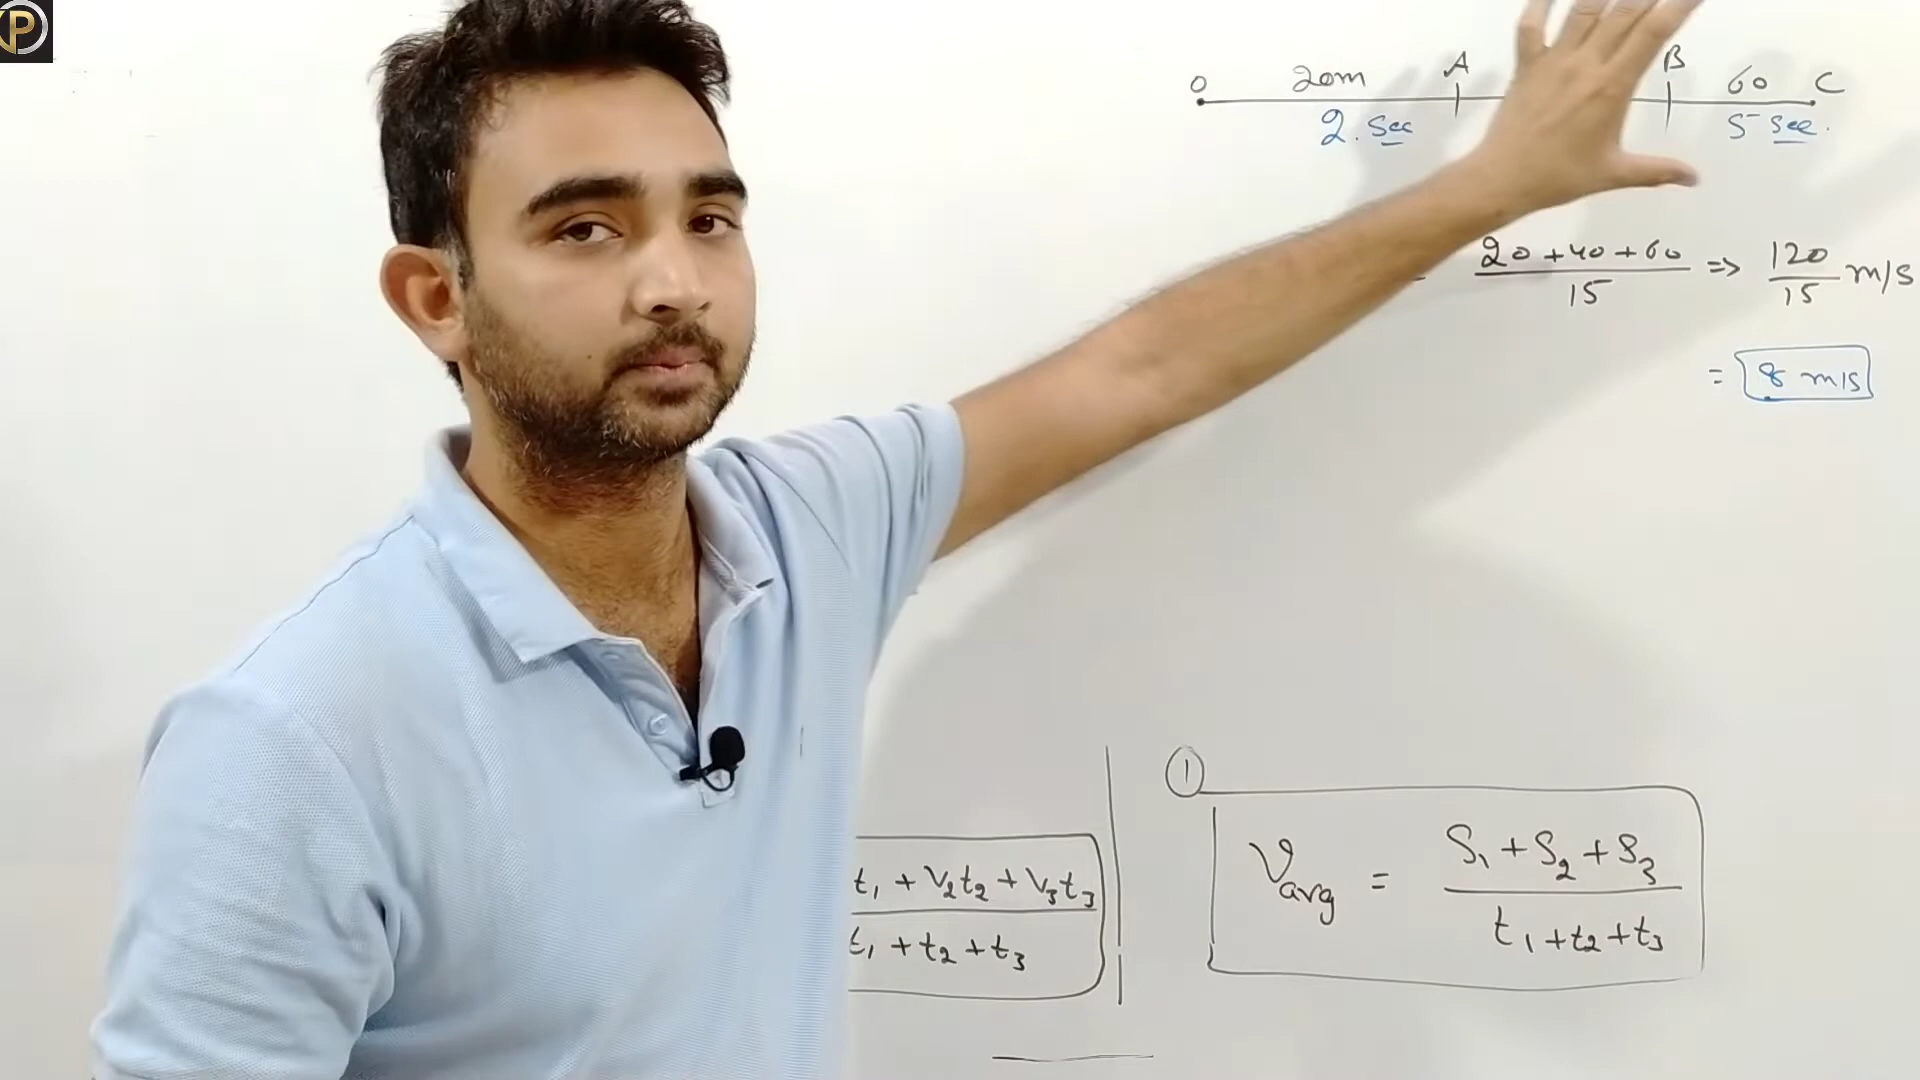 P
O 20m A B 60 C
2. Sec 5 Sec.
= 20+40+60 / 15 => 120 / 15 m/s
= 8 m/s
1
t₁ + V₂t₂ + V₃t₃
t₁ + t₂ + t₃
Vavg = S₁ + S₂ + S₃ / t₁ + t₂ + t₃